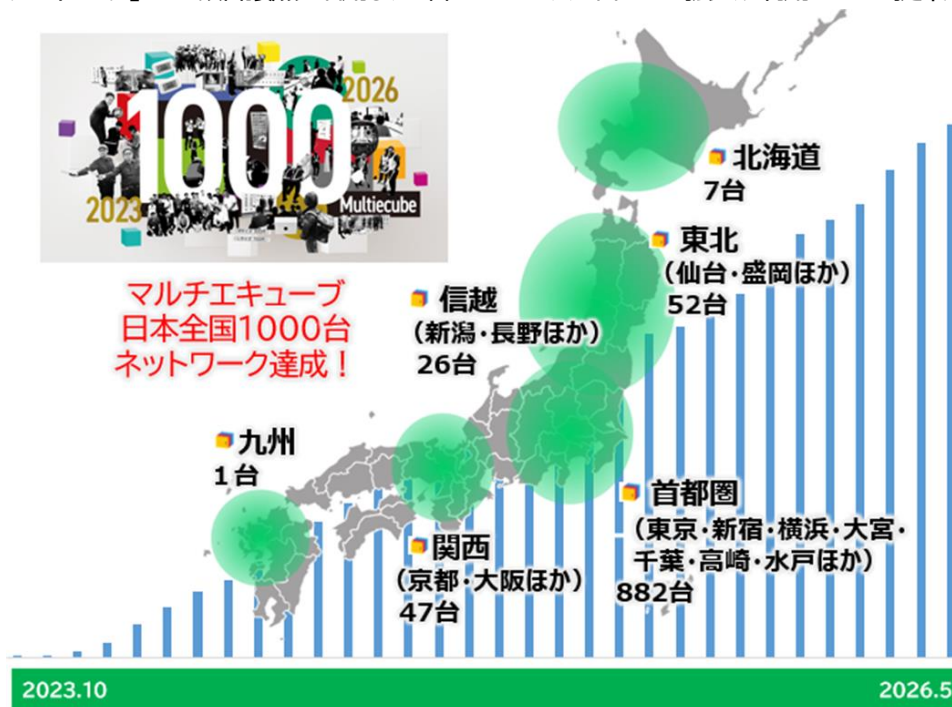 1000
2026
2023
Multiecube
マルチエキューブ
日本全国1000台
ネットワーク達成！
北海道
7台
東北
（仙台・盛岡ほか）
52台
信越
（新潟・長野ほか）
26台
九州
1台
関西
（京都・大阪ほか）
47台
首都圏
（東京・新宿・横浜・大宮・
千葉・高崎・水戸ほか）
882台
2023.10
2026.5